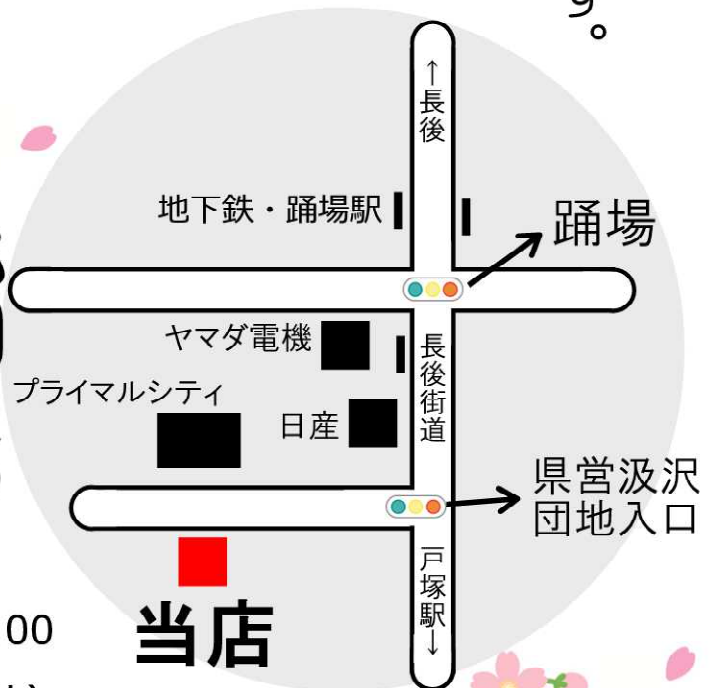 す。
↑長後
地下鉄・踊場駅
踊場
ヤマダ電機
長後街道
プライマルシティ
日産
県営汲沢
団地入口
戸塚駅↓
当店
00